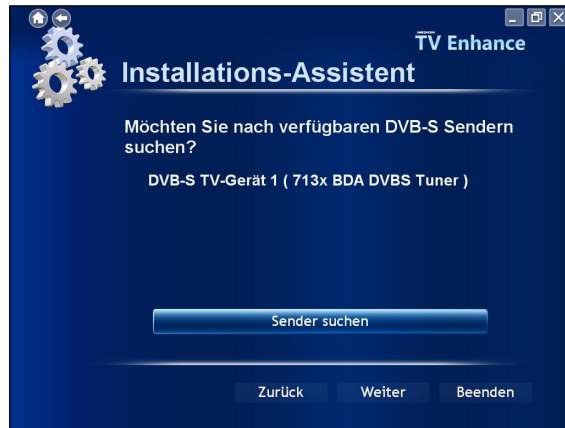 MEDION
TV Enhance
Installations-Assistent
Möchten Sie nach verfügbaren DVB-S Sendern
suchen?
DVB-S TV-Gerät 1 ( 713x BDA DVBS Tuner )
Sender suchen
Zurück Weiter Beenden